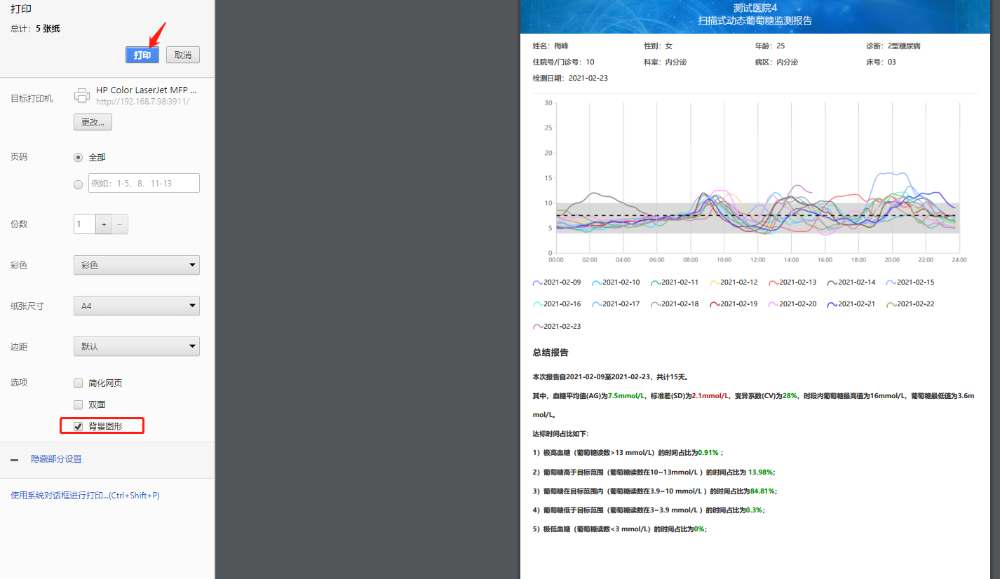 打印
总计：5 张纸
打印 取消
目标打印机
HP Color LaserJet MFP ...
http://192.168.7.98:3911/
更改...
页码
全部
例如：1-5、8、11-13
份数
1 + −
彩色 彩色
纸张尺寸 A4
边距 默认
选项
简化网页
双面
背景图形
隐藏部分设置
使用系统对话框进行打印...(Ctrl+Shift+P)
测试医院4
扫描式动态葡萄糖监测报告
姓名：梅峰 性别：女 年龄：25 诊断：2型糖尿病
住院号/门诊号：10 科室：内分泌 病区：内分泌 床号：03
检测日期：2021-02-23
30
25
20
15
10
5
0
00:00 02:00 04:00 06:00 08:00 10:00 12:00 14:00 16:00 18:00 20:00 22:00 24:00
2021-02-09 2021-02-10 2021-02-11 2021-02-12 2021-02-13 2021-02-14 2021-02-15
2021-02-16 2021-02-17 2021-02-18 2021-02-19 2021-02-20 2021-02-21 2021-02-22
2021-02-23
总结报告
本次报告自2021-02-09至2021-02-23，共计15天。
其中，血糖平均值(AG)为7.5mmol/L，标准差(SD)为2.1mmol/L，变异系数(CV)为28%，时段内葡萄糖最高值为16mmol/L，葡萄糖最低值为3.6m
mol/L。
达标时间占比如下：
1）极高血糖（葡萄糖读数>13 mmol/L）的时间占比为0.91% ；
2）葡萄糖高于目标范围（葡萄糖读数在10~13mmol/L ）的时间占比为 13.98%；
3）葡萄糖在目标范围内（葡萄糖读数在3.9~10 mmol/L ）的时间占比为84.81%；
4）葡萄糖低于目标范围（葡萄糖读数在3~3.9 mmol/L ）的时间占比为0.3%；
5）极低血糖（葡萄糖读数<3 mmol/L）的时间占比为0%；